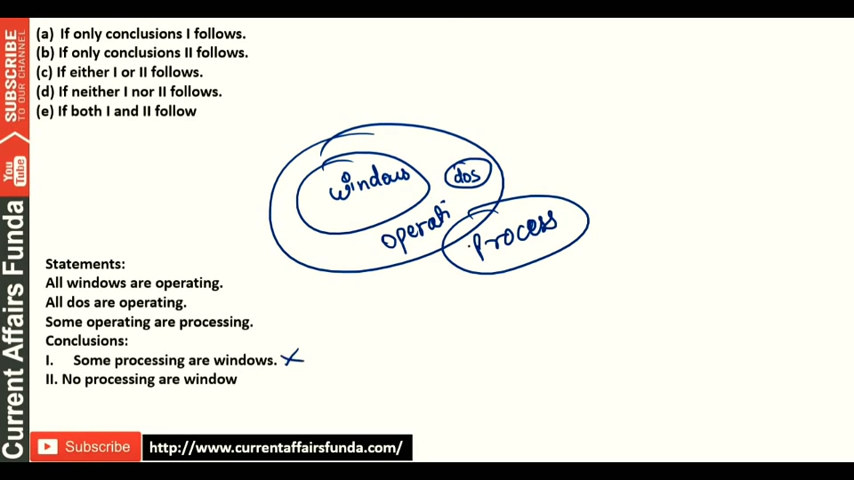 (a) If only conclusions I follows.
(b) If only conclusions II follows.
(c) If either I or II follows.
(d) If neither I nor II follows.
(e) If both I and II follow
windows
dos
operati
process
Statements:
All windows are operating.
All dos are operating.
Some operating are processing.
Conclusions:
I. Some processing are windows. X
II. No processing are window
SUBSCRIBE
TO OUR CHANNEL
You Tube
Current Affairs Funda
Subscribe
http://www.currentaffairsfunda.com/